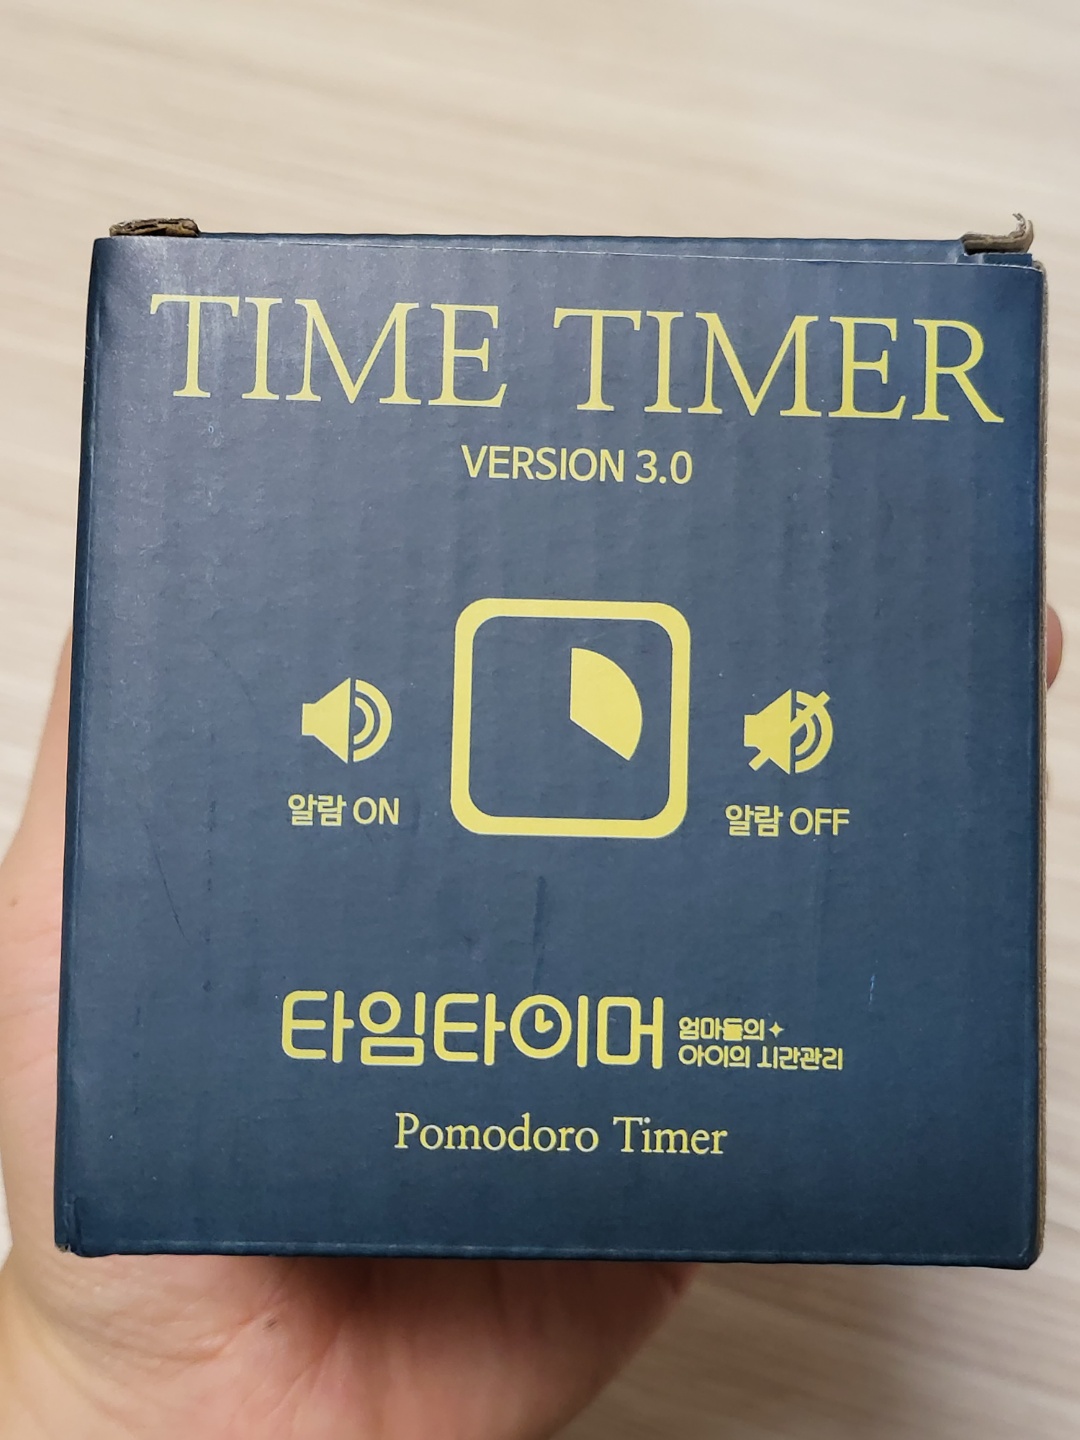 TIME TIMER
VERSION 3.0
알람 ON
알람 OFF
타임타이머
엄마들의
아이의 시간관리
Pomodoro Timer